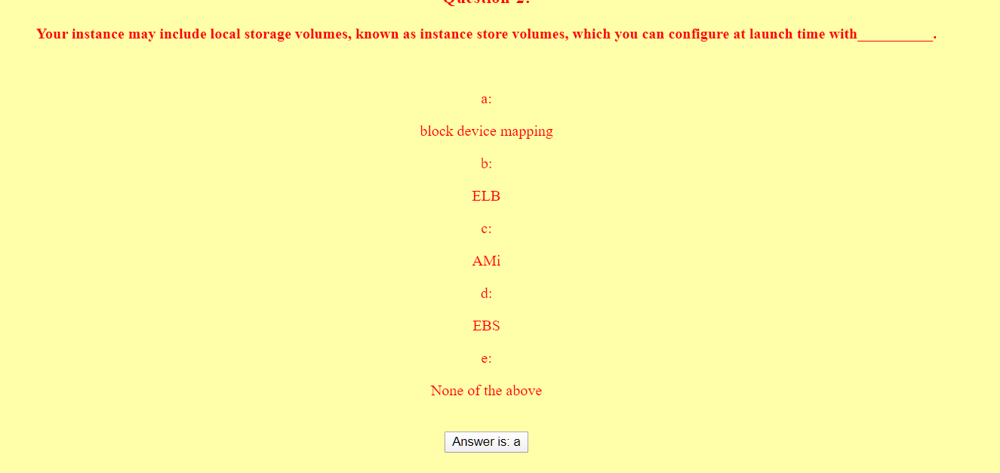 Question 2:
Your instance may include local storage volumes, known as instance store volumes, which you can configure at launch time with__________.
a:
block device mapping
b:
ELB
c:
AMi
d:
EBS
e:
None of the above
Answer is: a